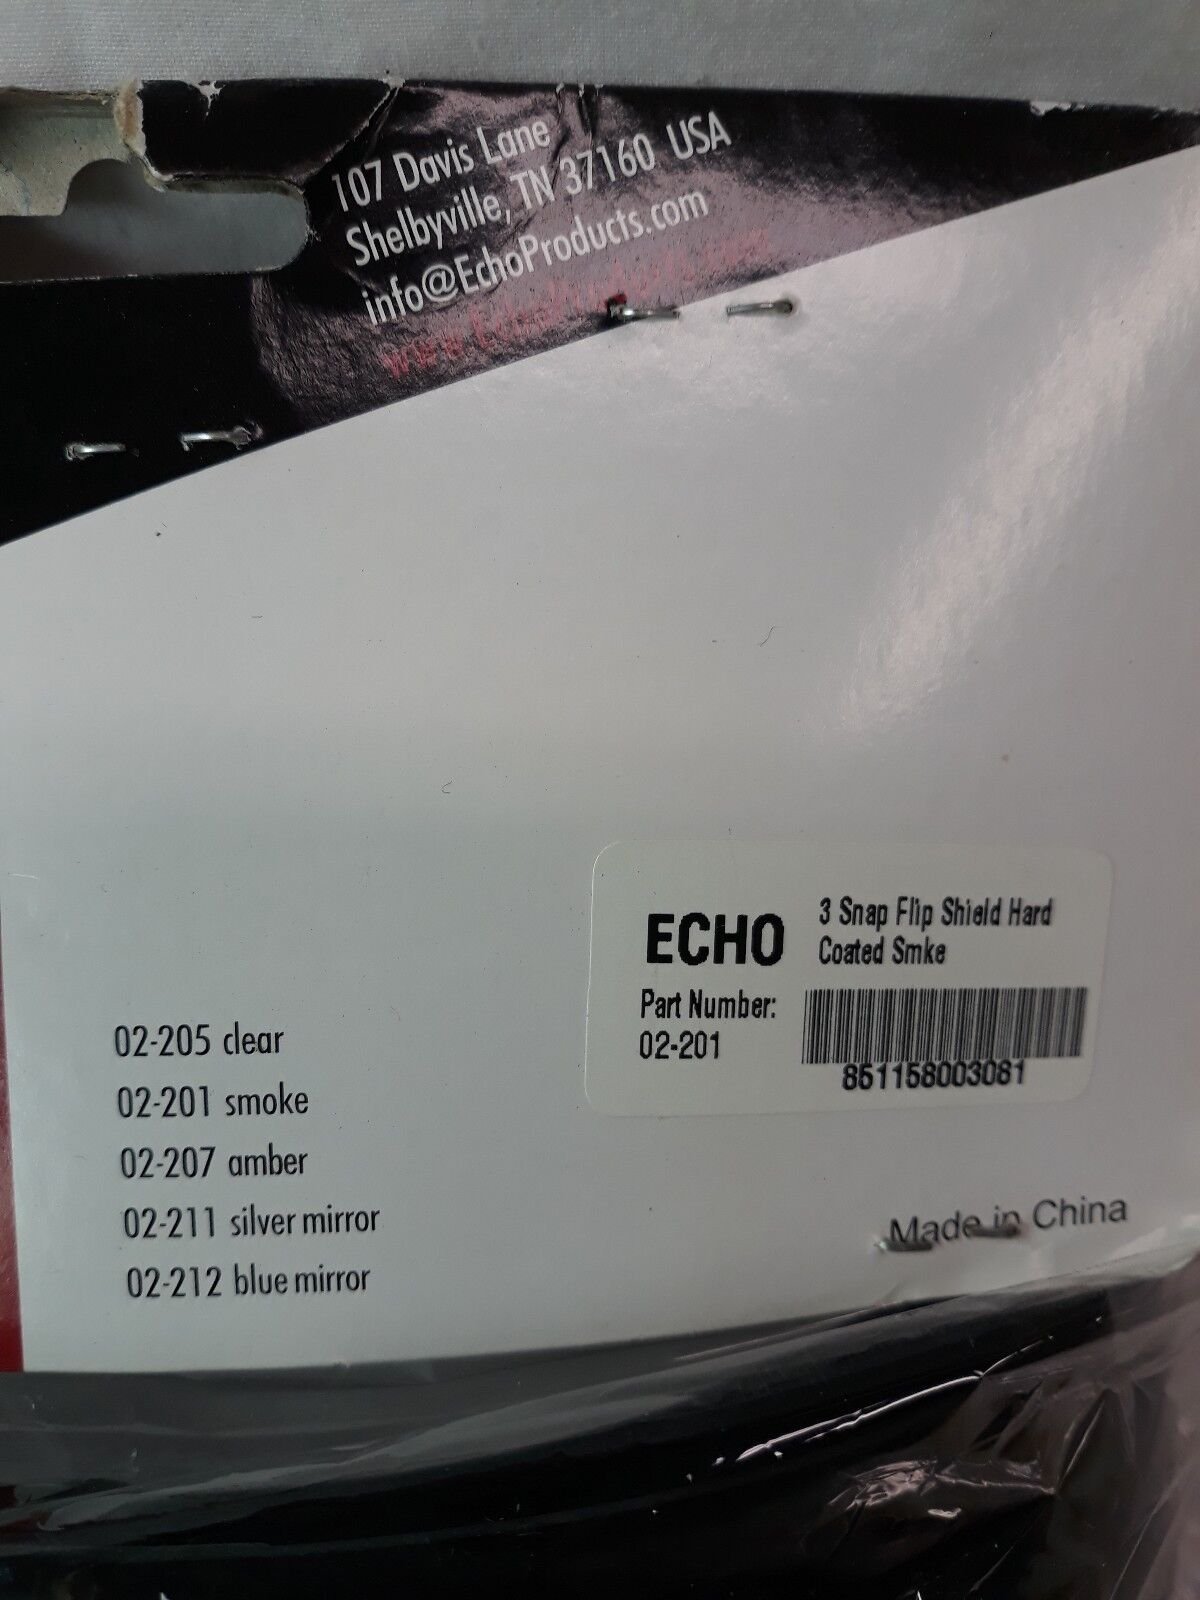 107 Davis Lane
Shelbyville, TN 37160 USA
info@EchoProducts.com
ECHO
3 Snap Flip Shield Hard
Coated Smke
Part Number:
02-201
851158003081
02-205 clear
02-201 smoke
02-207 amber
02-211 silver mirror
02-212 blue mirror
Made in China